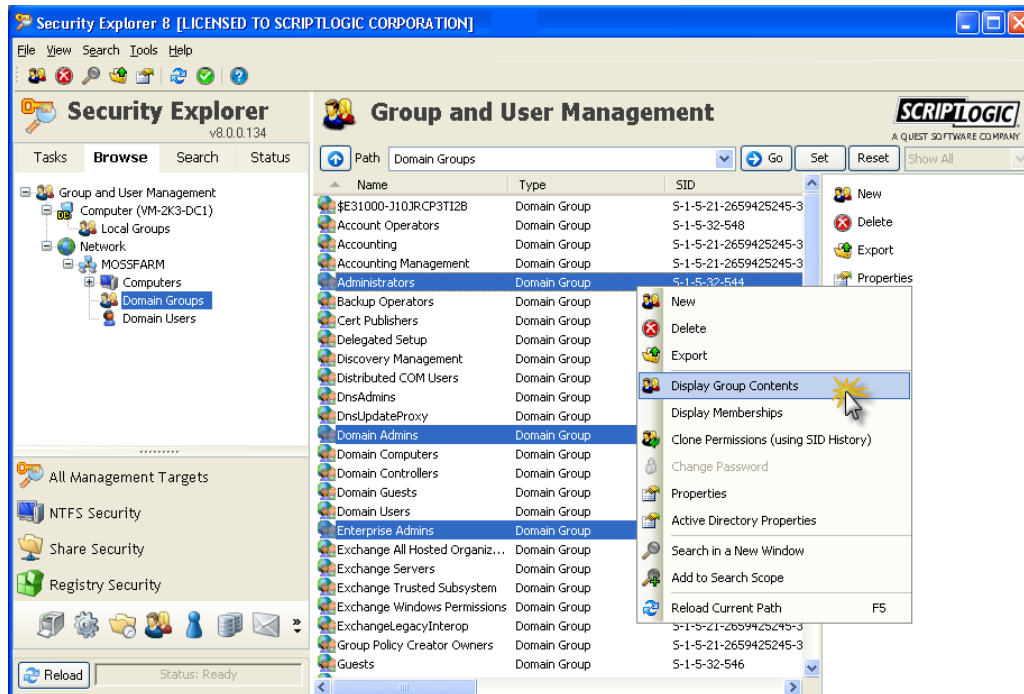 Security Explorer 8 [LICENSED TO SCRIPTLOGIC CORPORATION]
File View Search Tools Help
Security Explorer
v8.0.0.134
Tasks Browse Search Status
Group and User Management
Computer (VM-2K3-DC1)
Local Groups
Network
MOSSFARM
Computers
Domain Groups
Domain Users
All Management Targets
NTFS Security
Share Security
Registry Security
Reload Status: Ready
Group and User Management
SCRIPTLOGIC
A QUEST SOFTWARE COMPANY
Path Domain Groups Go Set Reset Show All
Name Type SID
$E31000-J10JRCP3TI2B Domain Group S-1-5-21-2659425245-3
Account Operators Domain Group S-1-5-32-548
Accounting Domain Group S-1-5-21-2659425245-3
Accounting Management Domain Group S-1-5-21-2659425245-3
Administrators Domain Group S-1-5-32-544
Backup Operators Domain Group
Cert Publishers Domain Group
Delegated Setup Domain Group
Discovery Management Domain Group
Distributed COM Users Domain Group
DnsAdmins Domain Group
DnsUpdateProxy Domain Group
Domain Admins Domain Group
Domain Computers Domain Group
Domain Controllers Domain Group
Domain Guests Domain Group
Domain Users Domain Group
Enterprise Admins Domain Group
Exchange All Hosted Organiz... Domain Group
Exchange Servers Domain Group
Exchange Trusted Subsystem Domain Group
Exchange Windows Permissions Domain Group
ExchangeLegacyInterop Domain Group S-1-5-21-2659425245-3
Group Policy Creator Owners Domain Group S-1-5-21-2659425245-3
Guests Domain Group S-1-5-32-546
New
Delete
Export
Properties
New
Delete
Export
Display Group Contents
Display Memberships
Clone Permissions (using SID History)
Change Password
Properties
Active Directory Properties
Search in a New Window
Add to Search Scope
Reload Current Path F5